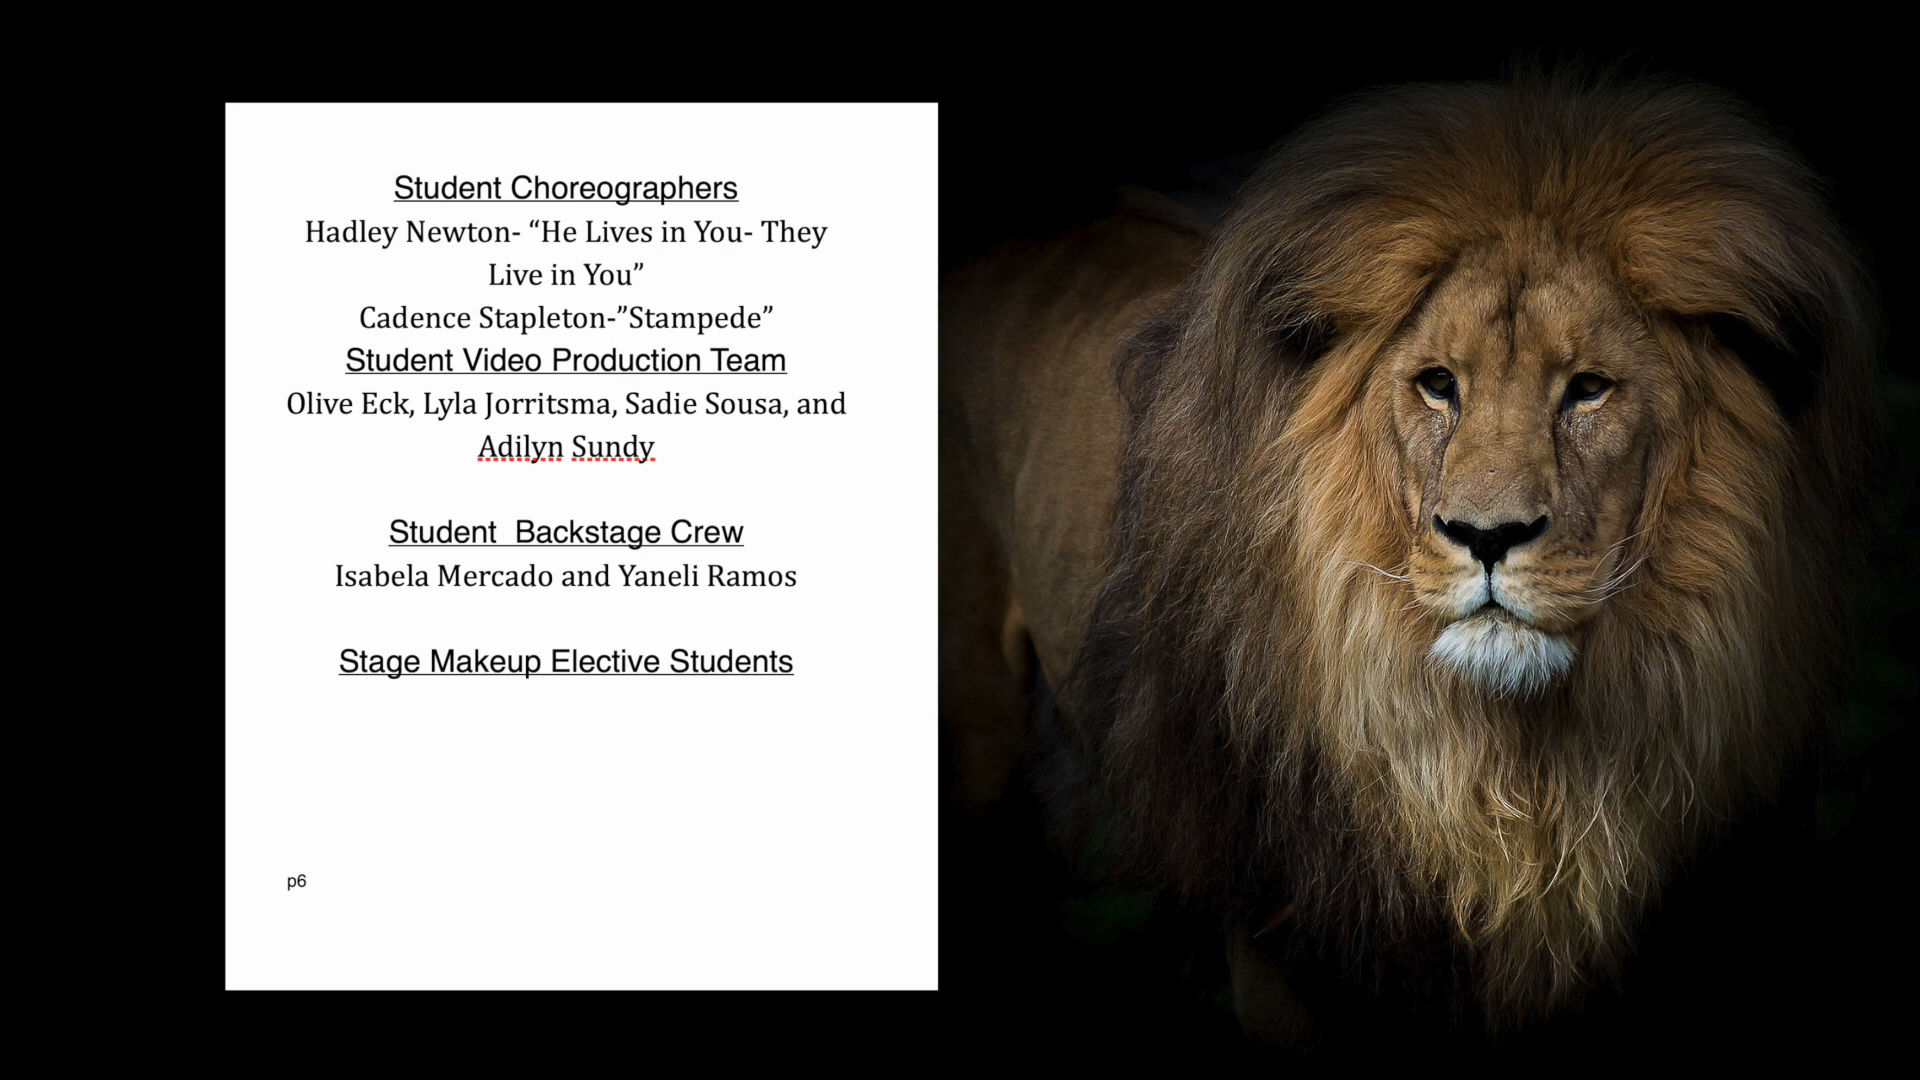 Student Choreographers
Hadley Newton- “He Lives in You- They
Live in You”
Cadence Stapleton-”Stampede”
Student Video Production Team
Olive Eck, Lyla Jorritsma, Sadie Sousa, and
Adilyn Sundy
Student  Backstage Crew
Isabela Mercado and Yaneli Ramos
Stage Makeup Elective Students
p6